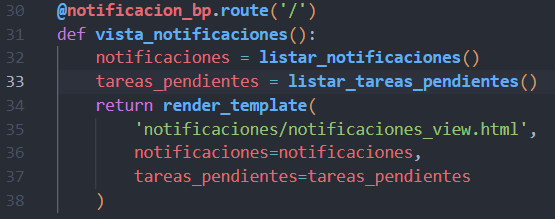 30 @notificacion_bp.route('/')
31 def vista_notificaciones():
32     notificaciones = listar_notificaciones()
33     tareas_pendientes = listar_tareas_pendientes()
34     return render_template(
35         'notificaciones/notificaciones_view.html',
36         notificaciones=notificaciones,
37         tareas_pendientes=tareas_pendientes
38     )